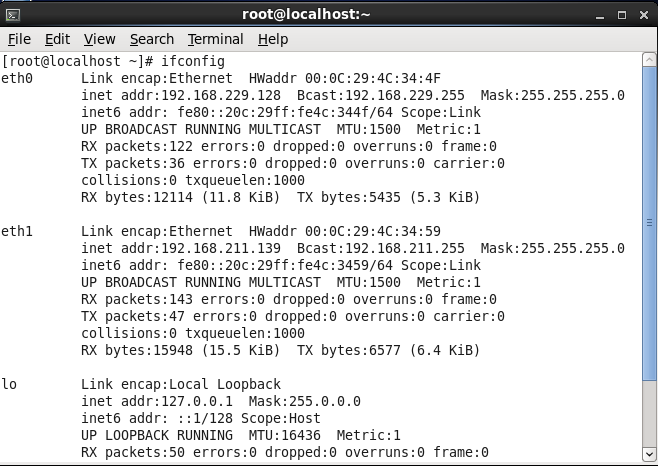 root@localhost:~
File Edit View Search Terminal Help
[root@localhost ~]# ifconfig
eth0      Link encap:Ethernet  HWaddr 00:0C:29:4C:34:4F
          inet addr:192.168.229.128  Bcast:192.168.229.255  Mask:255.255.255.0
          inet6 addr: fe80::20c:29ff:fe4c:344f/64 Scope:Link
          UP BROADCAST RUNNING MULTICAST  MTU:1500  Metric:1
          RX packets:122 errors:0 dropped:0 overruns:0 frame:0
          TX packets:36 errors:0 dropped:0 overruns:0 carrier:0
          collisions:0 txqueuelen:1000
          RX bytes:12114 (11.8 KiB)  TX bytes:5435 (5.3 KiB)

eth1      Link encap:Ethernet  HWaddr 00:0C:29:4C:34:59
          inet addr:192.168.211.139  Bcast:192.168.211.255  Mask:255.255.255.0
          inet6 addr: fe80::20c:29ff:fe4c:3459/64 Scope:Link
          UP BROADCAST RUNNING MULTICAST  MTU:1500  Metric:1
          RX packets:143 errors:0 dropped:0 overruns:0 frame:0
          TX packets:47 errors:0 dropped:0 overruns:0 carrier:0
          collisions:0 txqueuelen:1000
          RX bytes:15948 (15.5 KiB)  TX bytes:6577 (6.4 KiB)

lo        Link encap:Local Loopback
          inet addr:127.0.0.1  Mask:255.0.0.0
          inet6 addr: ::1/128 Scope:Host
          UP LOOPBACK RUNNING  MTU:16436  Metric:1
          RX packets:50 errors:0 dropped:0 overruns:0 frame:0